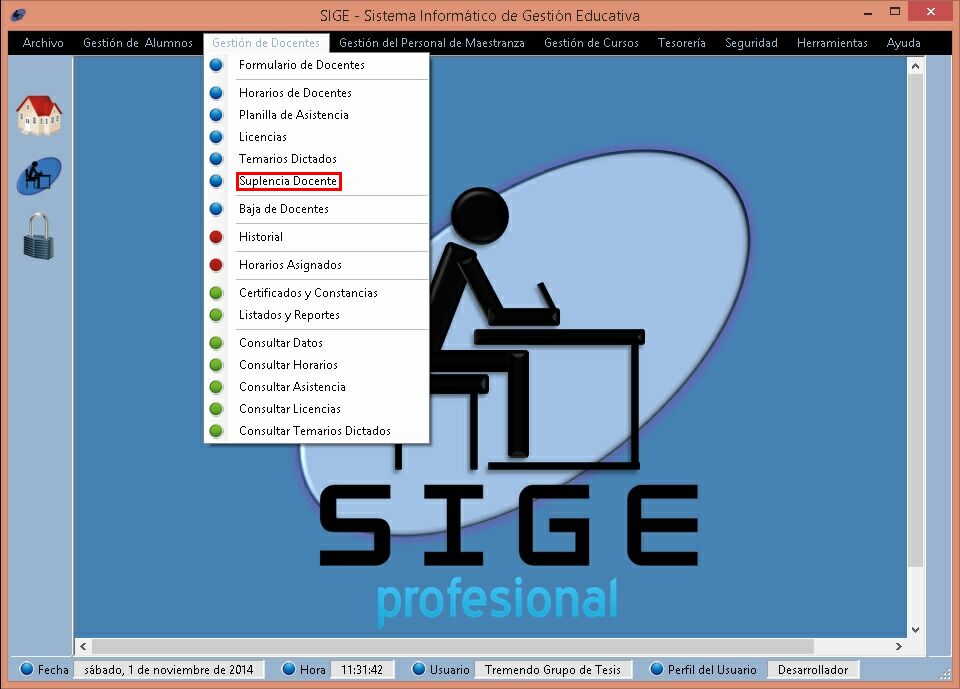 SIGE - Sistema Informático de Gestión Educativa
Archivo Gestión de Alumnos Gestión de Docentes Gestión del Personal de Maestranza Gestión de Cursos Tesorería Seguridad Herramientas Ayuda
Formulario de Docentes
Horarios de Docentes
Planilla de Asistencia
Licencias
Temarios Dictados
Suplencia Docente
Baja de Docentes
Historial
Horarios Asignados
Certificados y Constancias
Listados y Reportes
Consultar Datos
Consultar Horarios
Consultar Asistencia
Consultar Licencias
Consultar Temarios Dictados
SIGE
profesional
Fecha sábado, 1 de noviembre de 2014 Hora 11:31:42 Usuario Tremendo Grupo de Tesis Perfil del Usuario Desarrollador